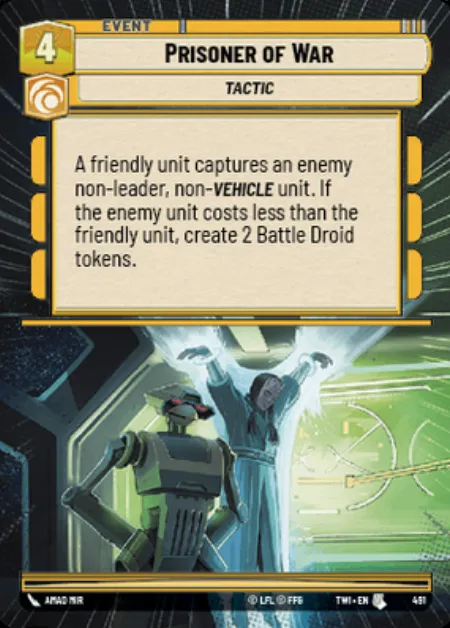 EVENT
4
PRISONER OF WAR
TACTIC
A friendly unit captures an enemy
non-leader, non-VEHICLE unit. If
the enemy unit costs less than the
friendly unit, create 2 Battle Droid
tokens.
AMAD MIR
© LFL © FFG
TWI • EN
491